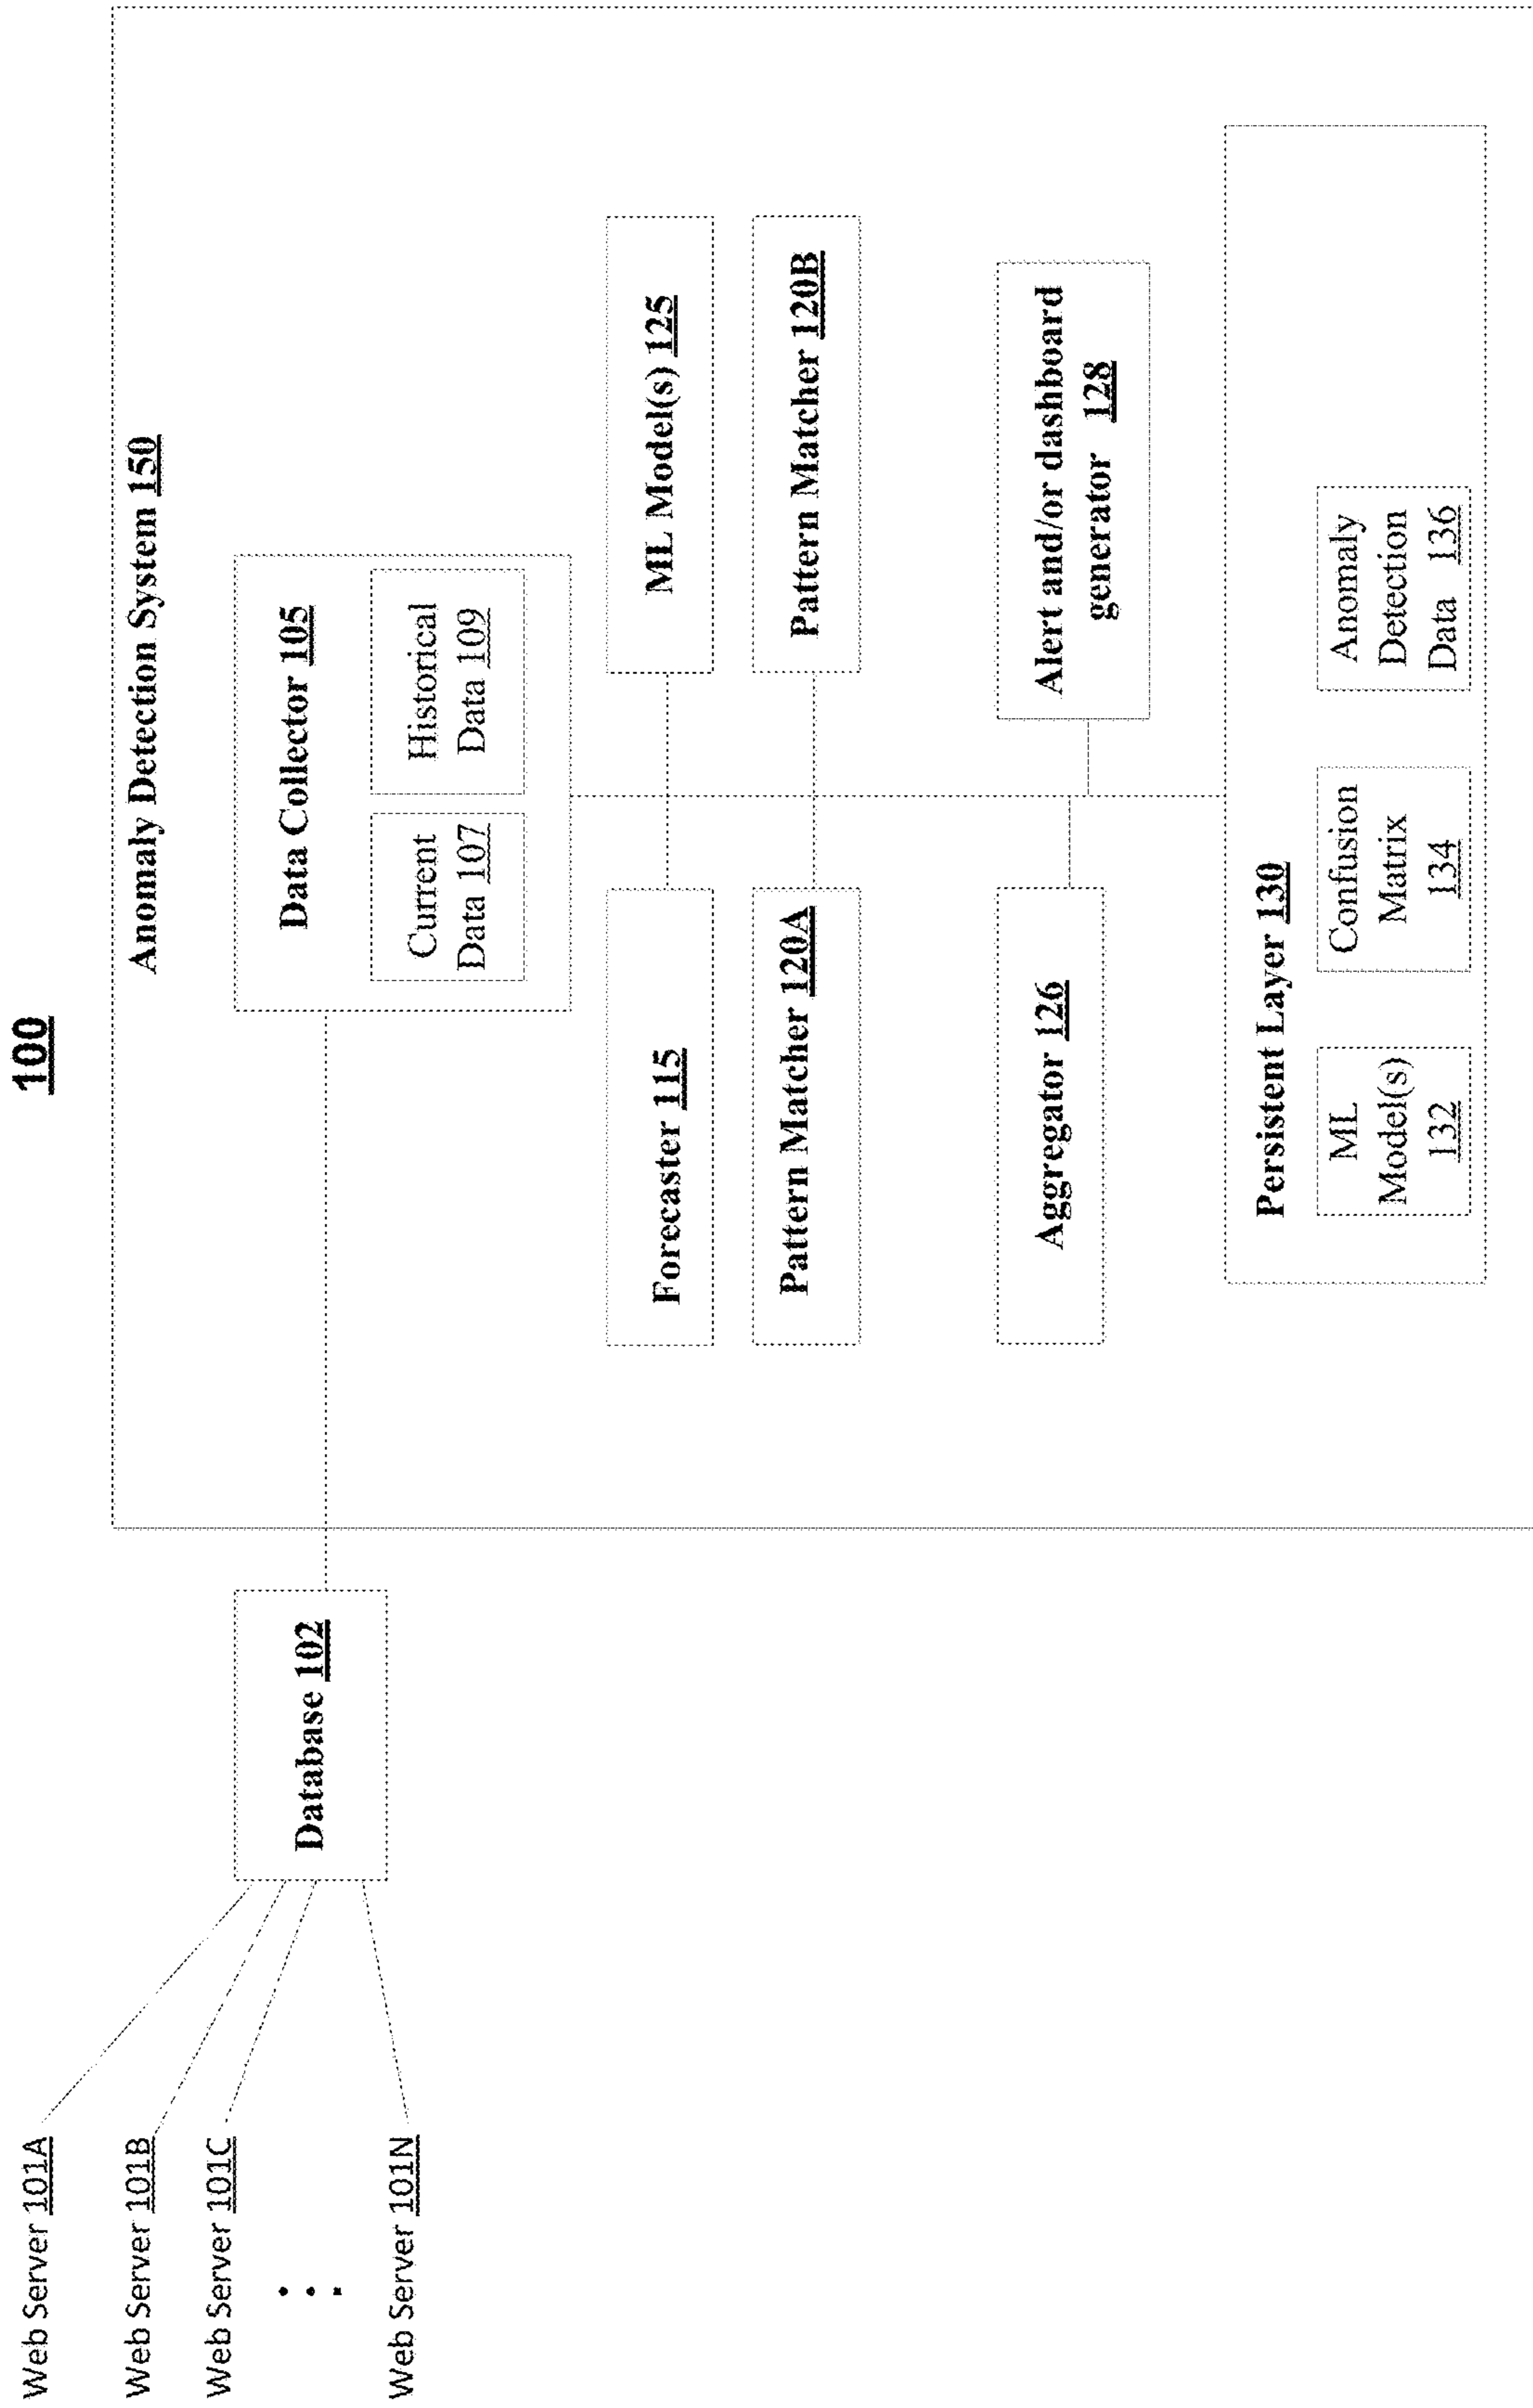 100
Web Server 101A
Web Server 101B
Web Server 101C
Web Server 101N
Database 102
Anomaly Detection System 150
Data Collector 105
Current
Data 107
Historical
Data 109
Forecaster 115
ML Model(s) 125
Pattern Matcher 120A
Pattern Matcher 120B
Aggregator 126
Alert and/or dashboard
generator 128
Persistent Layer 130
ML
Model(s)
132
Confusion
Matrix
134
Anomaly
Detection
Data 136